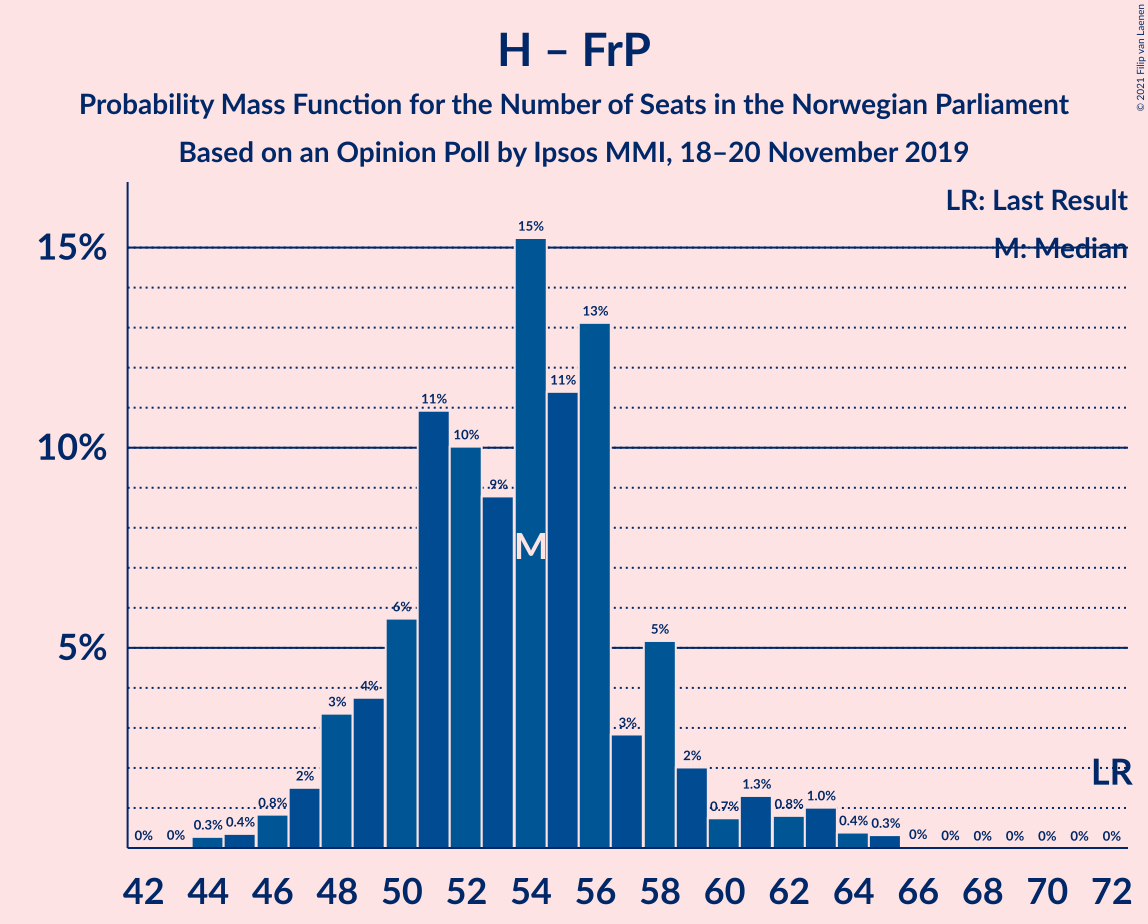 H – FrP
Probability Mass Function for the Number of Seats in the Norwegian Parliament
Based on an Opinion Poll by Ipsos MMI, 18–20 November 2019
© 2021 Filip van Laenen
LR: Last Result
M: Median
15%
10%
5%
0% 0% 0.3% 0.4% 0.8% 2% 3% 4% 6% 11% 10% 9% 15% 11% 13% 3% 5% 2% 0.7% 1.3% 0.8% 1.0% 0.4% 0.3% 0% 0% 0% 0% 0% 0% 0%
M
LR
42 44 46 48 50 52 54 56 58 60 62 64 66 68 70 72